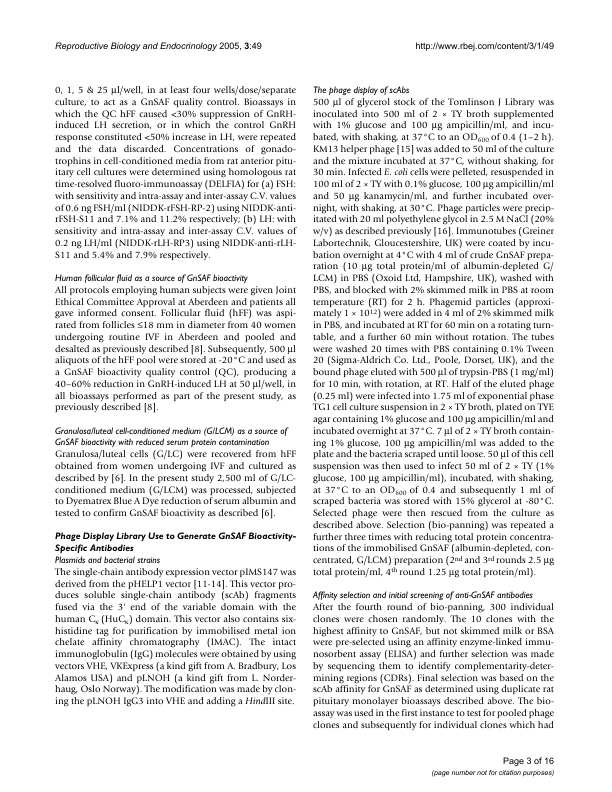 Reproductive Biology and Endocrinology 2005, 3:49
http://www.rbej.com/content/3/1/49
0, 1, 5 & 25 μl/well, in at least four wells/dose/separate
culture, to act as a GnSAF quality control. Bioassays in
which the QC hFF caused <30% suppression of GnRH-
induced LH secretion, or in which the control GnRH
response constituted <50% increase in LH, were repeated
and the data discarded. Concentrations of gonado-
trophins in cell-conditioned media from rat anterior pitu-
itary cell cultures were determined using homologous rat
time-resolved fluoro-immunoassay (DELFIA) for (a) FSH:
with sensitivity and intra-assay and inter-assay C.V. values
of 0.6 ng FSH/ml (NIDDK-rFSH-RP-2) using NIDDK-anti-
rFSH-S11 and 7.1% and 11.2% respectively; (b) LH: with
sensitivity and intra-assay and inter-assay C.V. values of
0.2 ng LH/ml (NIDDK-rLH-RP3) using NIDDK-anti-rLH-
S11 and 5.4% and 7.9% respectively.
Human follicular fluid as a source of GnSAF bioactivity
All protocols employing human subjects were given Joint
Ethical Committee Approval at Aberdeen and patients all
gave informed consent. Follicular fluid (hFF) was aspi-
rated from follicles ≤18 mm in diameter from 40 women
undergoing routine IVF in Aberdeen and pooled and
desalted as previously described [8]. Subsequently, 500 μl
aliquots of the hFF pool were stored at -20°C and used as
a GnSAF bioactivity quality control (QC), producing a
40–60% reduction in GnRH-induced LH at 50 μl/well, in
all bioassays performed as part of the present study, as
previously described [8].
Granulosa/luteal cell-conditioned medium (G/LCM) as a source of
GnSAF bioactivity with reduced serum protein contamination
Granulosa/luteal cells (G/LC) were recovered from hFF
obtained from women undergoing IVF and cultured as
described by [6]. In the present study 2,500 ml of G/LC-
conditioned medium (G/LCM) was processed, subjected
to Dyematrex Blue A Dye reduction of serum albumin and
tested to confirm GnSAF bioactivity as described [6].
Phage Display Library Use to Generate GnSAF Bioactivity-
Specific Antibodies
Plasmids and bacterial strains
The single-chain antibody expression vector pIMS147 was
derived from the pHELP1 vector [11-14]. This vector pro-
duces soluble single-chain antibody (scAb) fragments
fused via the 3' end of the variable domain with the
human Cκ (HuCκ) domain. This vector also contains six-
histidine tag for purification by immobilised metal ion
chelate affinity chromatography (IMAC). The intact
immunoglobulin (IgG) molecules were obtained by using
vectors VHE, VKExpress (a kind gift from A. Bradbury, Los
Alamos USA) and pLNOH (a kind gift from L. Norder-
haug, Oslo Norway). The modification was made by clon-
ing the pLNOH IgG3 into VHE and adding a HindIII site.
The phage display of scAbs
500 μl of glycerol stock of the Tomlinson J Library was
inoculated into 500 ml of 2 × TY broth supplemented
with 1% glucose and 100 μg ampicillin/ml, and incu-
bated, with shaking, at 37°C to an OD600 of 0.4 (1–2 h).
KM13 helper phage [15] was added to 50 ml of the culture
and the mixture incubated at 37°C, without shaking, for
30 min. Infected E. coli cells were pelleted, resuspended in
100 ml of 2 × TY with 0.1% glucose, 100 μg ampicillin/ml
and 50 μg kanamycin/ml, and further incubated over-
night, with shaking, at 30°C. Phage particles were precip-
itated with 20 ml polyethylene glycol in 2.5 M NaCl (20%
w/v) as described previously [16]. Immunotubes (Greiner
Labortechnik, Gloucestershire, UK) were coated by incu-
bation overnight at 4°C with 4 ml of crude GnSAF prepa-
ration (10 μg total protein/ml of albumin-depleted G/
LCM) in PBS (Oxoid Ltd, Hampshire, UK), washed with
PBS, and blocked with 2% skimmed milk in PBS at room
temperature (RT) for 2 h. Phagemid particles (approxi-
mately 1 × 10¹²) were added in 4 ml of 2% skimmed milk
in PBS, and incubated at RT for 60 min on a rotating turn-
table, and a further 60 min without rotation. The tubes
were washed 20 times with PBS containing 0.1% Tween
20 (Sigma-Aldrich Co. Ltd., Poole, Dorset, UK), and the
bound phage eluted with 500 μl of trypsin-PBS (1 mg/ml)
for 10 min, with rotation, at RT. Half of the eluted phage
(0.25 ml) were infected into 1.75 ml of exponential phase
TG1 cell culture suspension in 2 × TY broth, plated on TYE
agar containing 1% glucose and 100 μg ampicillin/ml and
incubated overnight at 37°C. 7 μl of 2 × TY broth contain-
ing 1% glucose, 100 μg ampicillin/ml was added to the
plate and the bacteria scraped until loose. 50 μl of this cell
suspension was then used to infect 50 ml of 2 × TY (1%
glucose, 100 μg ampicillin/ml), incubated, with shaking,
at 37°C to an OD600 of 0.4 and subsequently 1 ml of
scraped bacteria was stored with 15% glycerol at -80°C.
Selected phage were then rescued from the culture as
described above. Selection (bio-panning) was repeated a
further three times with reducing total protein concentra-
tions of the immobilised GnSAF (albumin-depleted, con-
centrated, G/LCM) preparation (2nd and 3rd rounds 2.5 μg
total protein/ml, 4th round 1.25 μg total protein/ml).
Affinity selection and initial screening of anti-GnSAF antibodies
After the fourth round of bio-panning, 300 individual
clones were chosen randomly. The 10 clones with the
highest affinity to GnSAF, but not skimmed milk or BSA
were pre-selected using an affinity enzyme-linked immu-
nosorbent assay (ELISA) and further selection was made
by sequencing them to identify complementarity-deter-
mining regions (CDRs). Final selection was based on the
scAb affinity for GnSAF as determined using duplicate rat
pituitary monolayer bioassays described above. The bio-
assay was used in the first instance to test for pooled phage
clones and subsequently for individual clones which had
Page 3 of 16
(page number not for citation purposes)